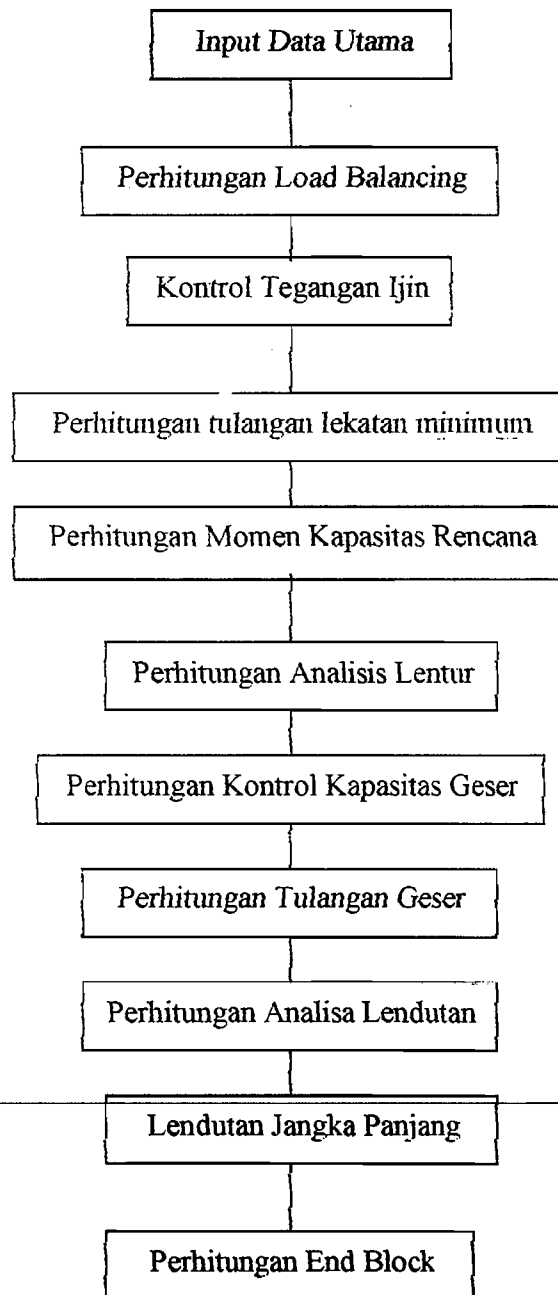 Input Data Utama
Perhitungan Load Balancing
Kontrol Tegangan Ijin
Perhitungan tulangan lekatan minimum
Perhitungan Momen Kapasitas Rencana
Perhitungan Analisis Lentur
Perhitungan Kontrol Kapasitas Geser
Perhitungan Tulangan Geser
Perhitungan Analisa Lendutan
Lendutan Jangka Panjang
Perhitungan End Block